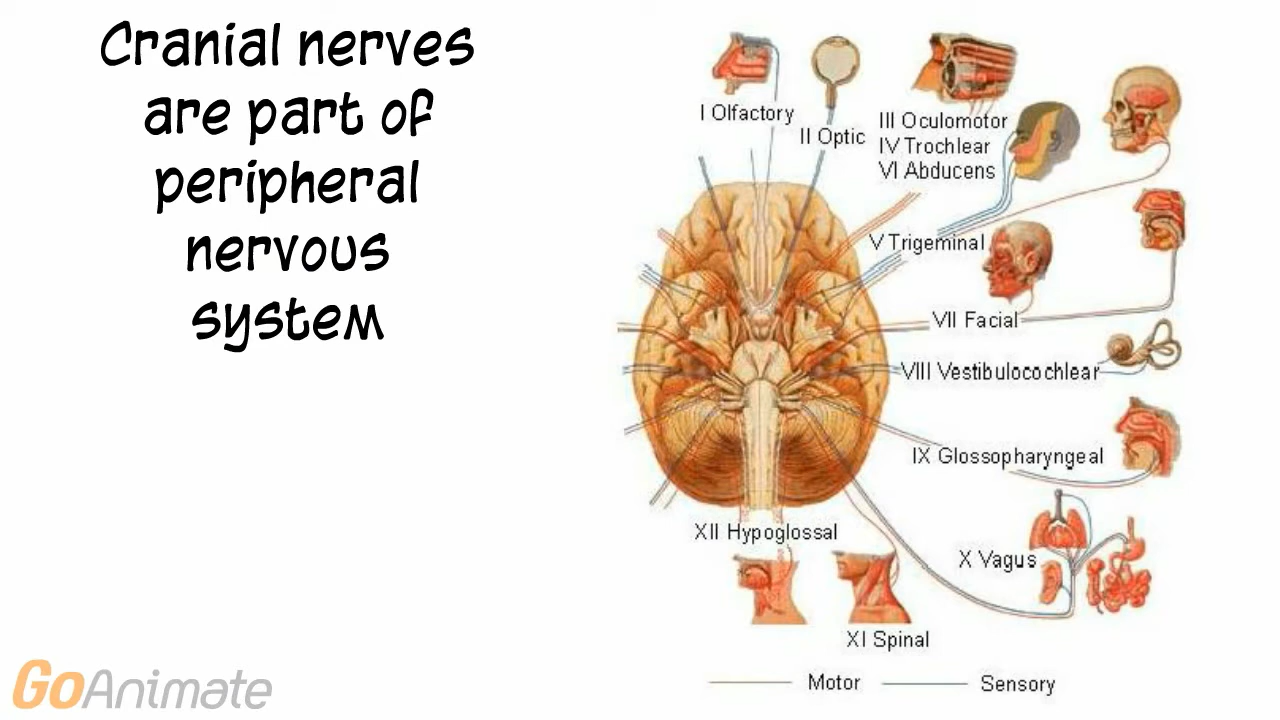 Cranial nerves
are part of
peripheral
nervous
system
I Olfactory
II Optic
III Oculomotor
IV Trochlear
VI Abducens
V Trigeminal
VII Facial
VIII Vestibulocochlear
IX Glossopharyngeal
XII Hypoglossal
X Vagus
XI Spinal
Motor
Sensory
GoAnimate